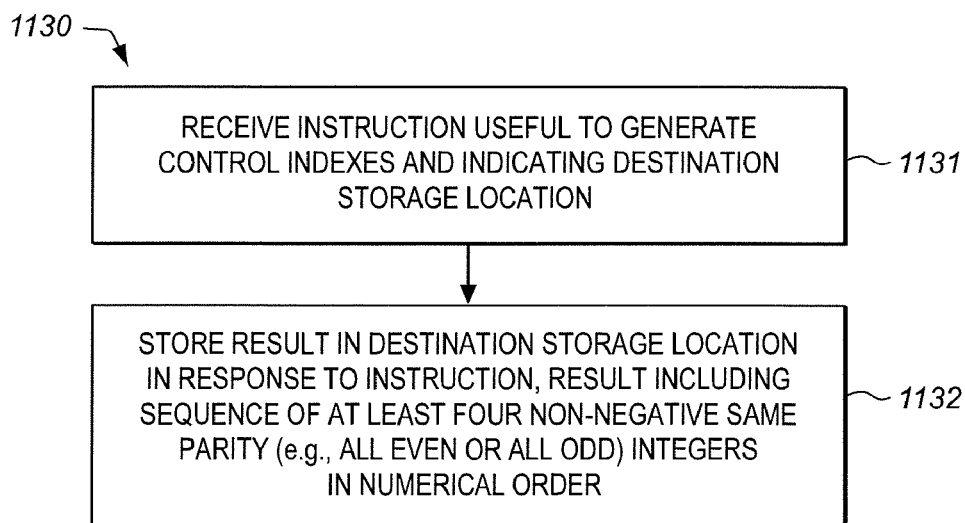 1130
RECEIVE INSTRUCTION USEFUL TO GENERATE
CONTROL INDEXES AND INDICATING DESTINATION
STORAGE LOCATION
1131
STORE RESULT IN DESTINATION STORAGE LOCATION
IN RESPONSE TO INSTRUCTION, RESULT INCLUDING
SEQUENCE OF AT LEAST FOUR NON-NEGATIVE SAME
PARITY (e.g., ALL EVEN OR ALL ODD) INTEGERS
IN NUMERICAL ORDER
1132